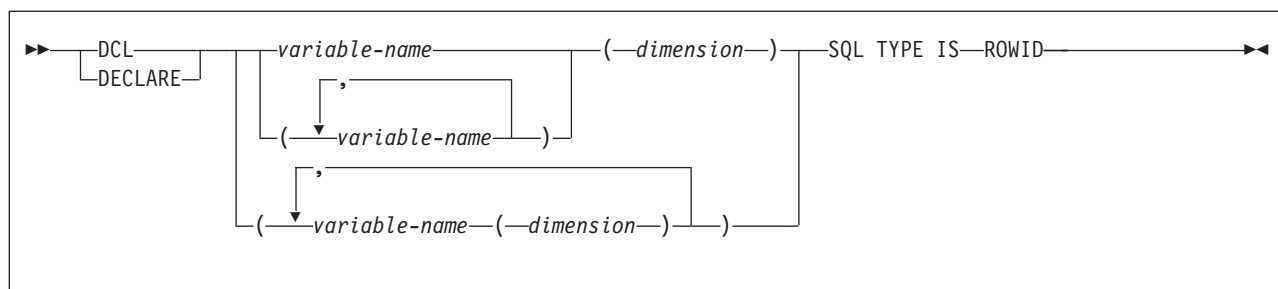 DCL variable-name ( dimension ) SQL TYPE IS ROWID
DECLARE ,
( variable-name )
,
( variable-name ( dimension ) )